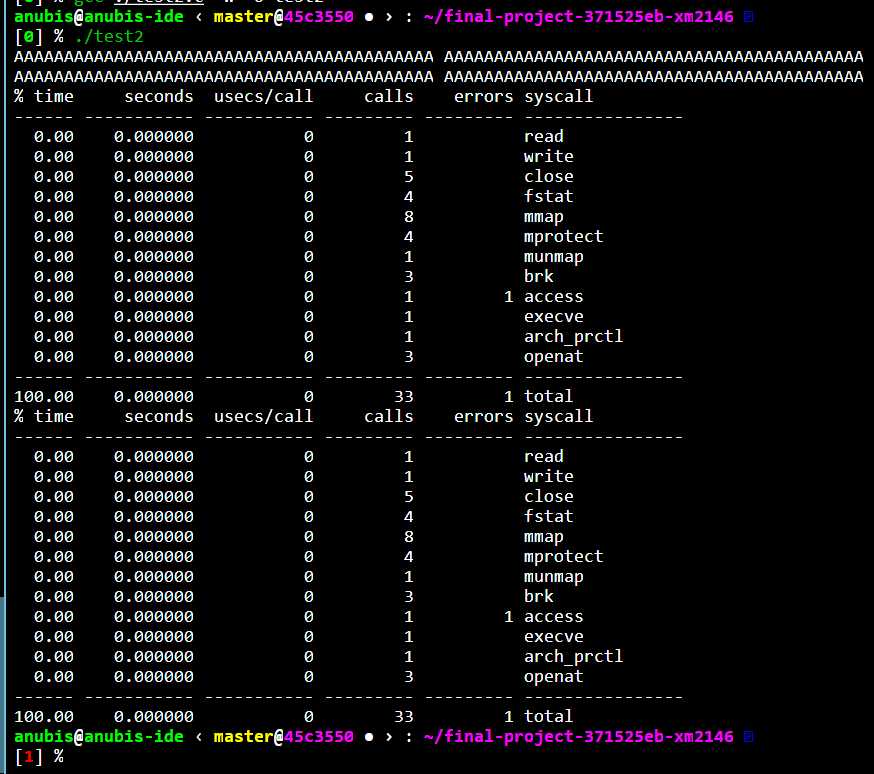 anubis@anubis-ide ‹ master@45c3550 ● › : ~/final-project-371525eb-xm2146
[0] % ./test2
AAAAAAAAAAAAAAAAAAAAAAAAAAAAAAAAAAAAAAAAAA AAAAAAAAAAAAAAAAAAAAAAAAAAAAAAAAAAAAAAAAAA
AAAAAAAAAAAAAAAAAAAAAAAAAAAAAAAAAAAAAAAAAA AAAAAAAAAAAAAAAAAAAAAAAAAAAAAAAAAAAAAAAAAA
% time     seconds  usecs/call     calls    errors syscall
------ ----------- ----------- --------- --------- ----------------
  0.00    0.000000           0         1           read
  0.00    0.000000           0         1           write
  0.00    0.000000           0         5           close
  0.00    0.000000           0         4           fstat
  0.00    0.000000           0         8           mmap
  0.00    0.000000           0         4           mprotect
  0.00    0.000000           0         1           munmap
  0.00    0.000000           0         3           brk
  0.00    0.000000           0         1         1 access
  0.00    0.000000           0         1           execve
  0.00    0.000000           0         1           arch_prctl
  0.00    0.000000           0         3           openat
------ ----------- ----------- --------- --------- ----------------
100.00    0.000000           0        33         1 total
% time     seconds  usecs/call     calls    errors syscall
------ ----------- ----------- --------- --------- ----------------
  0.00    0.000000           0         1           read
  0.00    0.000000           0         1           write
  0.00    0.000000           0         5           close
  0.00    0.000000           0         4           fstat
  0.00    0.000000           0         8           mmap
  0.00    0.000000           0         4           mprotect
  0.00    0.000000           0         1           munmap
  0.00    0.000000           0         3           brk
  0.00    0.000000           0         1         1 access
  0.00    0.000000           0         1           execve
  0.00    0.000000           0         1           arch_prctl
  0.00    0.000000           0         3           openat
------ ----------- ----------- --------- --------- ----------------
100.00    0.000000           0        33         1 total
anubis@anubis-ide ‹ master@45c3550 ● › : ~/final-project-371525eb-xm2146
[1] %